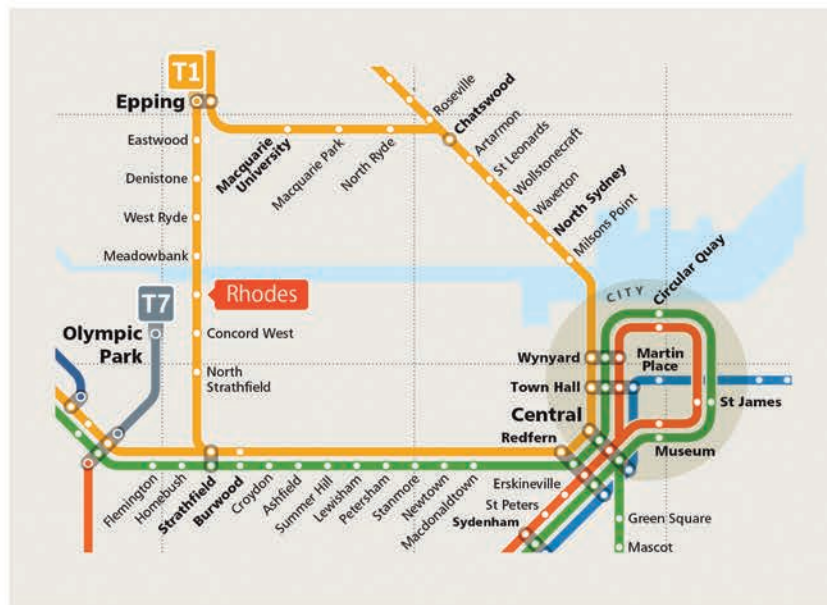 T1
Epping
Eastwood
Denistone
West Ryde
Meadowbank
Rhodes
T7
Olympic
Park
Concord West
North
Strathfield
Macquarie
University
Macquarie Park
North Ryde
Roseville
Chatswood
Artarmon
St Leonards
Wollstonecraft
Waverton
North Sydney
Milsons Point
CITY
Circular Quay
Wynyard
Martin
Place
Town Hall
St James
Central
Redfern
Museum
Flemington
Homebush
Strathfield
Burwood
Croydon
Ashfield
Summer Hill
Lewisham
Petersham
Stanmore
Newtown
Macdonaldtown
Erskineville
St Peters
Sydenham
Green Square
Mascot